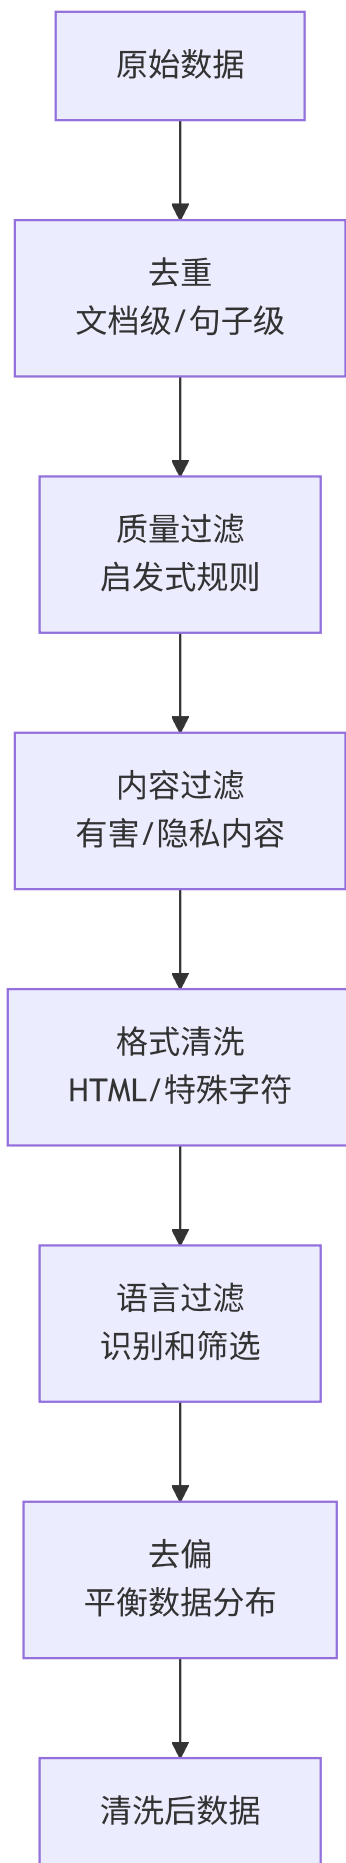 原始数据
去重
文档级/句子级
质量过滤
启发式规则
内容过滤
有害/隐私内容
格式清洗
HTML/特殊字符
语言过滤
识别和筛选
去偏
平衡数据分布
清洗后数据